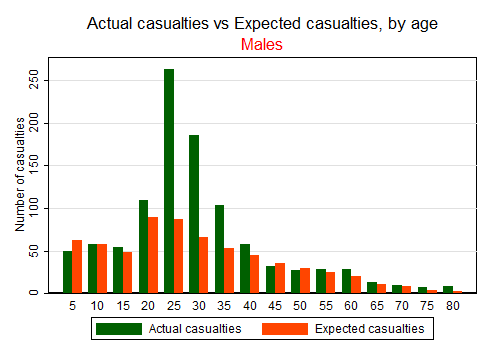 Actual casualties vs Expected casualties, by age
Males
Number of casualties
250
200
150
100
50
0
5 10 15 20 25 30 35 40 45 50 55 60 65 70 75 80
Actual casualties Expected casualties